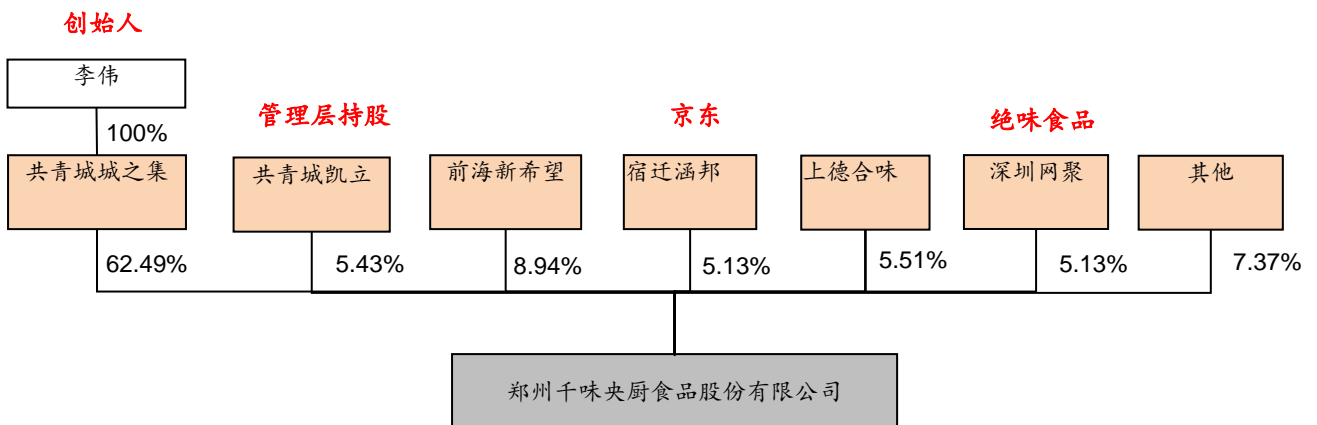 创始人
李伟
管理层持股
京东
绝味食品
100%
共青城城之集
共青城凯立
前海新希望
宿迁涵邦
上德合味
深圳网聚
其他
62.49%
5.43%
8.94%
5.13%
5.51%
5.13%
7.37%
郑州千味央厨食品股份有限公司